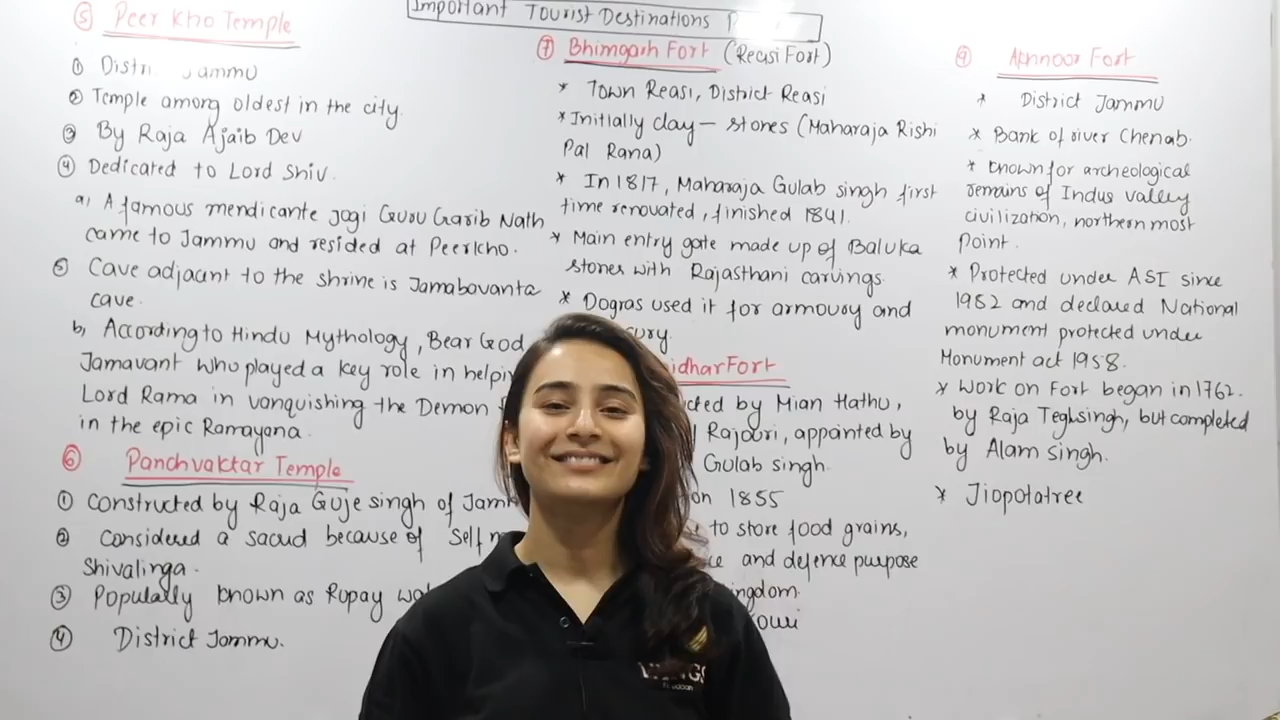 Important Tourist Destinations
⑤ Peer Kho Temple
① Distri Jammu
② Temple among oldest in the city.
③ By Raja Ajaib Dev
④ Dedicated to Lord Shiv.
a) A famous mendicante jogi Guru Garib Nath
came to Jammu and resided at Peerkho.
⑤ Cave adjacent to the shrine is Jamabavanta
cave.
b) According to Hindu Mythology, Bear God
Jamavant who played a key role in
Lord Rama in vanquishing the Demon
in the epic Ramayana.
⑥ Panchvaktar Temple
① Constructed by Raja Guje singh of
② Considered a sacud because of Self
Shivalinga.
③ Popularly known as Rupay
④ District Jammu.
⑦ Bhimgarh Fort (Reasi Fort)
* Town Reasi, District Reasi
* Initially clay - stones (Maharaja Rishi
Pal Rana)
* In 1817, Maharaja Gulab singh first
time renovated, finished 1841.
* Main entry gate made up of Baluka
stones with Rajasthani carvings.
* Dogras used it for armoury and
ury.
idhar Fort
cted by Mian Hathu,
Rajouri, appointed by
Gulab singh.
on 1855
to store food grains,
and defence purpose
ingdom.
⑨ Akhnoor Fort
* District Jammu
* Bank of river Chenab.
* Known for archeological
remains of Indus valley
civilization, northern most
Point.
* Protected under ASI since
1982 and declared National
monument protected under
Monument act 1958.
* Work on Fort began in 1762.
by Raja Teghsingh, but completed
by Alam singh.
* Jiopotatree